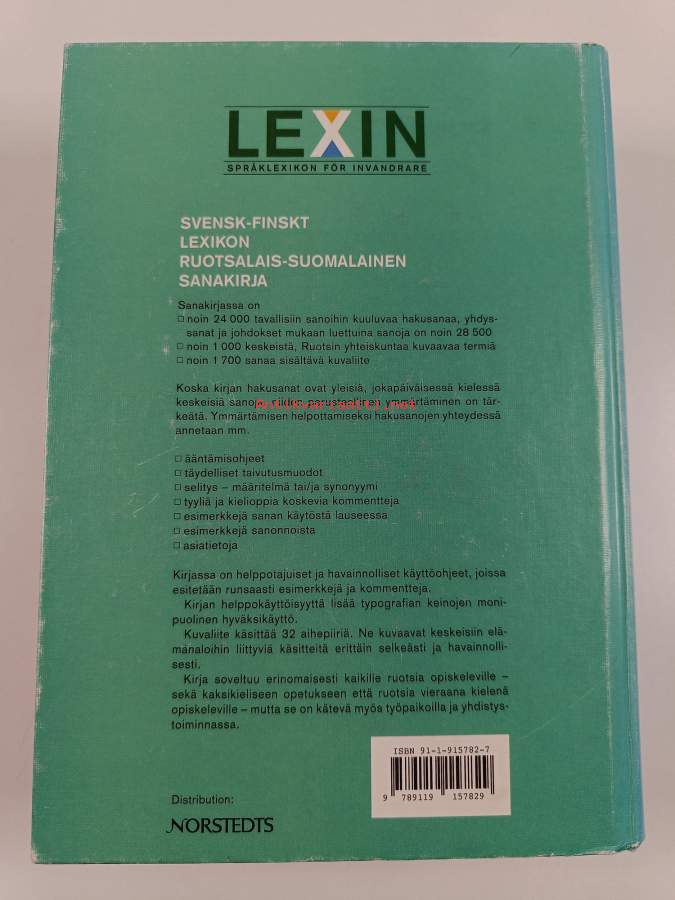 LEXIN
SPRÅKLEXIKON FÖR INVANDRARE
SVENSK-FINSKT
LEXIKON
RUOTSALAIS-SUOMALAINEN
SANAKIRJA
Sanakirjassa on
□ noin 24 000 tavallisiin sanoihin kuuluvaa hakusanaa, yhdys-
sanat ja johdokset mukaan luettuina sanoja on noin 28 500
□ noin 1 000 keskeistä, Ruotsin yhteiskuntaa kuvaavaa termiä
□ noin 1 700 sanaa sisältävä kuvaliite
Koska kirjan hakusanat ovat yleisiä, jokapäiväisessä kielessä
keskeisiä sanoja, niiden perusteellinen ymmärtäminen on tär-
Antikvariaatti.net
keätä. Ymmärtämisen helpottamiseksi hakusanojen yhteydessä
annetaan mm.
□ ääntämisohjeet
□ täydelliset taivutusmuodot
□ selitys – määritelmä tai/ja synonyymi
□ tyyliä ja kielioppia koskevia kommentteja
□ esimerkkejä sanan käytöstä lauseessa
□ esimerkkejä sanonnoista
□ asiatietoja
Kirjassa on helppotajuiset ja havainnolliset käyttöohjeet, joissa
esitetään runsaasti esimerkkejä ja kommentteja.
Kirjan helppokäyttöisyyttä lisää typografian keinojen moni-
puolinen hyväksikäyttö.
Kuvaliite käsittää 32 aihepiiriä. Ne kuvaavat keskeisiin elä-
mänaloihin liittyviä käsitteitä erittäin selkeästi ja havainnolli-
sesti.
Kirja soveltuu erinomaisesti kaikille ruotsia opiskeleville –
sekä kaksikieliseen opetukseen että ruotsia vieraana kielenä
opiskeleville – mutta se on kätevä myös työpaikoilla ja yhdistys-
toiminnassa.
ISBN 91-1-915782-7
9 789119 157829
Distribution:
NORSTEDTS